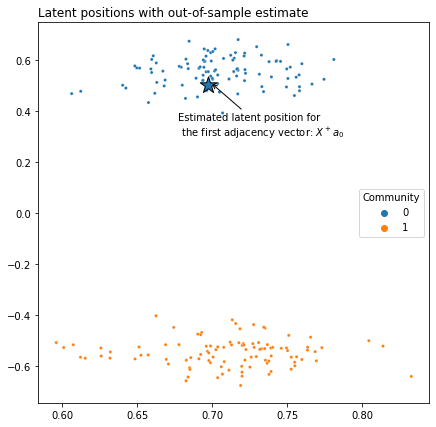 Latent positions with out-of-sample estimate
0.6
0.4
Estimated latent position for
the first adjacency vector: X⁺a₀
0.2
Community
0
1
0.0
−0.2
−0.4
−0.6
0.60 0.65 0.70 0.75 0.80